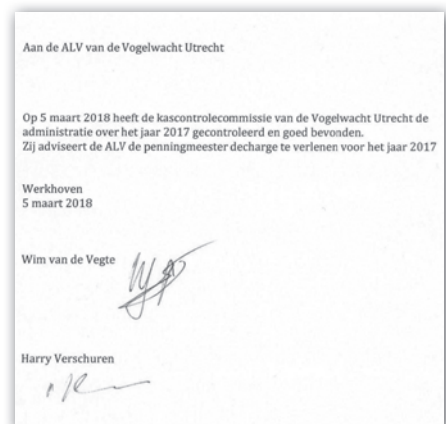 Aan de ALV van de Vogelwacht Utrecht
Op 5 maart 2018 heeft de kascontrolecommissie van de Vogelwacht Utrecht de
administratie over het jaar 2017 gecontroleerd en goed bevonden.
Zij adviseert de ALV de penningmeester decharge te verlenen voor het jaar 2017
Werkhoven
5 maart 2018
Wim van de Vegte
Harry Verschuren